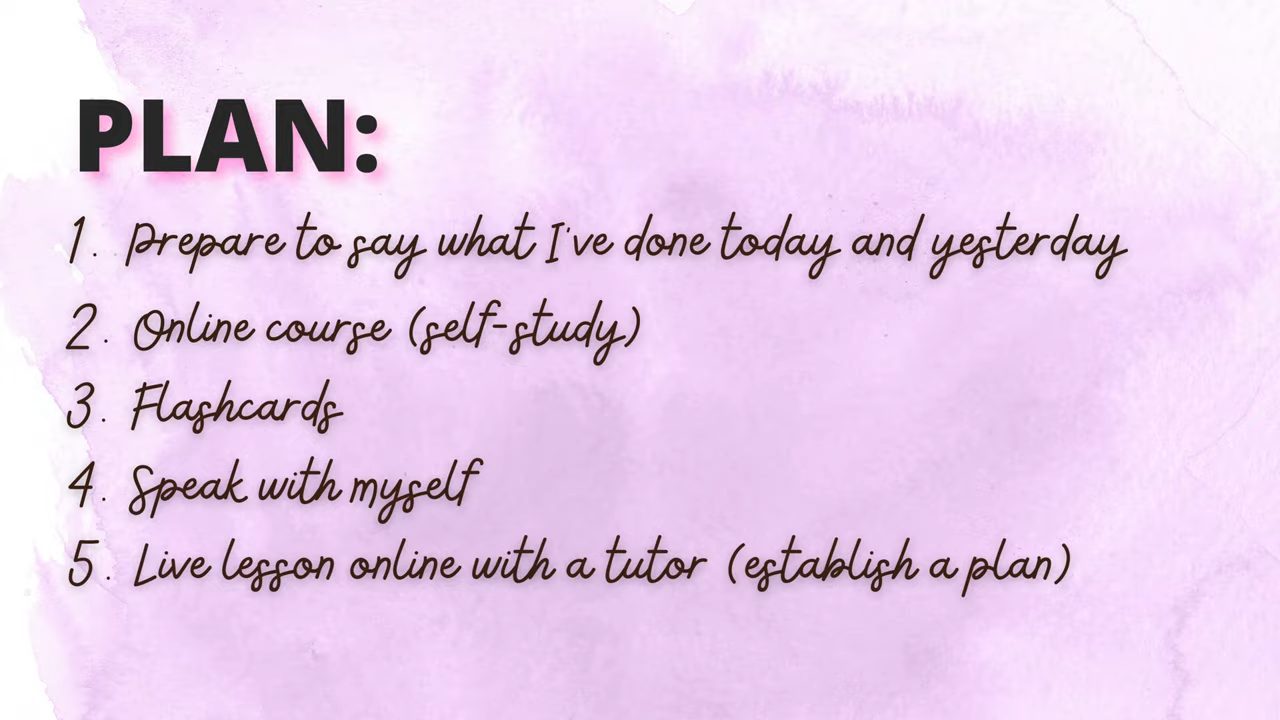 PLAN:
1. Prepare to say what I've done today and yesterday
2. Online course (self-study)
3. Flashcards
4. Speak with myself
5. Live lesson online with a tutor (establish a plan)